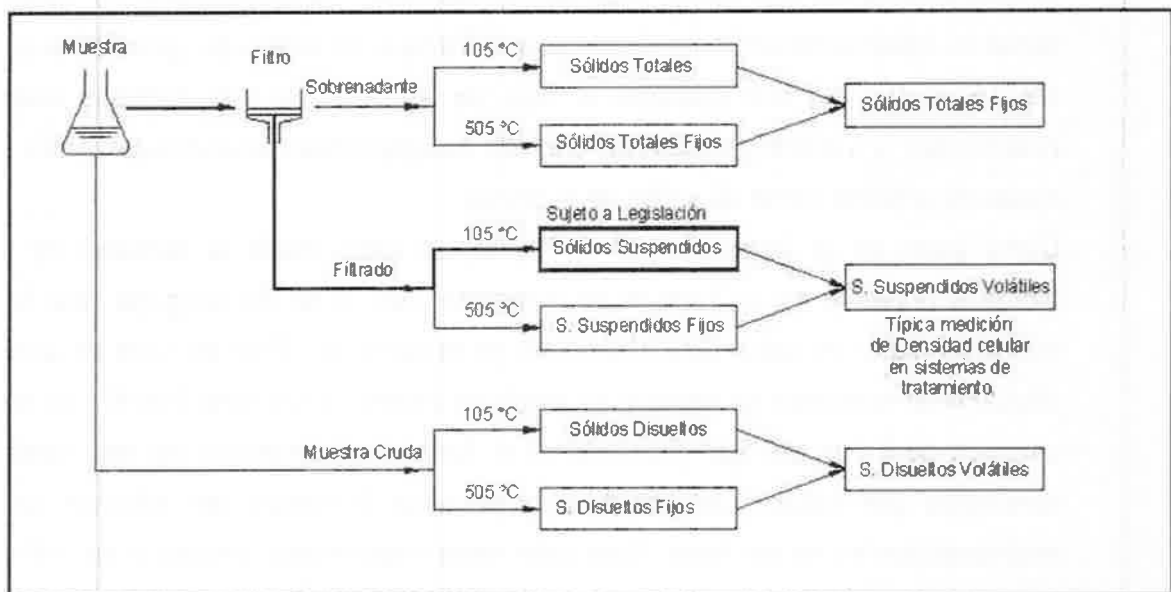 Muestra
Filtro
Sobrenadante
105 °C
Sólidos Totales
505 °C
Sólidos Totales Fijos
Sólidos Totales Fijos
Sujeto a Legislación
Filtrado
105 °C
Sólidos Suspendidos
505 °C
S. Suspendidos Fijos
S. Suspendidos Volátiles
Típica medición
de Densidad celular
en sistemas de
tratamiento.
Muestra Cruda
105 °C
Sólidos Disueltos
505 °C
S. Disueltos Fijos
S. Disueltos Volátiles